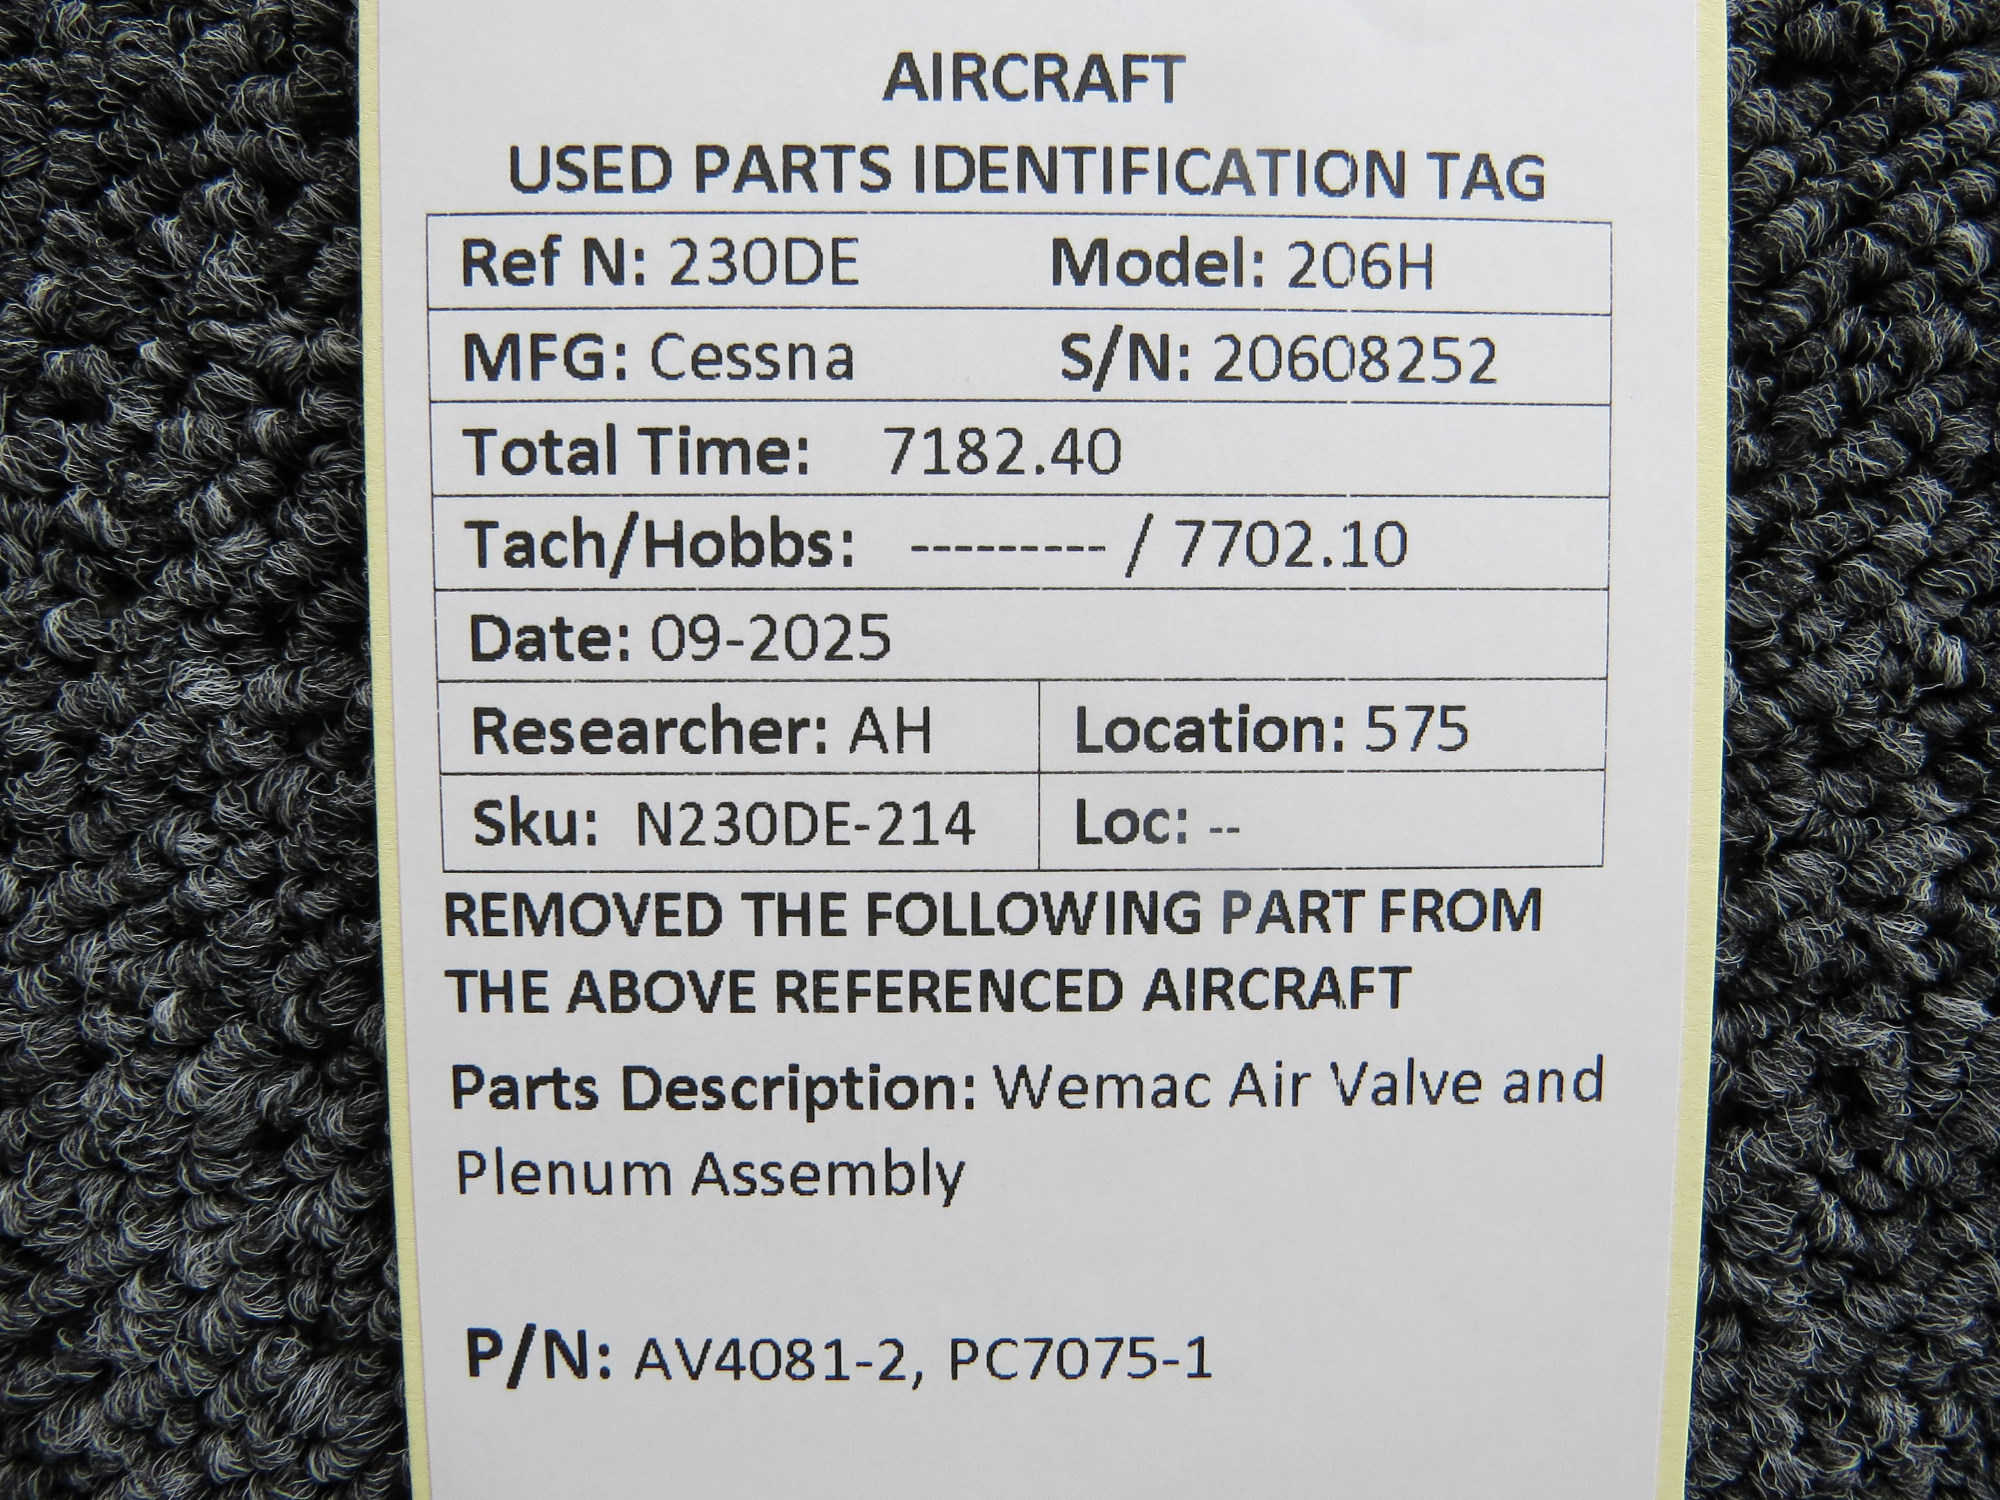 AIRCRAFT
USED PARTS IDENTIFICATION TAG
Ref N: 230DE Model: 206H
MFG: Cessna S/N: 20608252
Total Time: 7182.40
Tach/Hobbs: --------- / 7702.10
Date: 09-2025
Researcher: AH Location: 575
Sku: N230DE-214 Loc: --
REMOVED THE FOLLOWING PART FROM
THE ABOVE REFERENCED AIRCRAFT
Parts Description: Wemac Air Valve and
Plenum Assembly
P/N: AV4081-2, PC7075-1